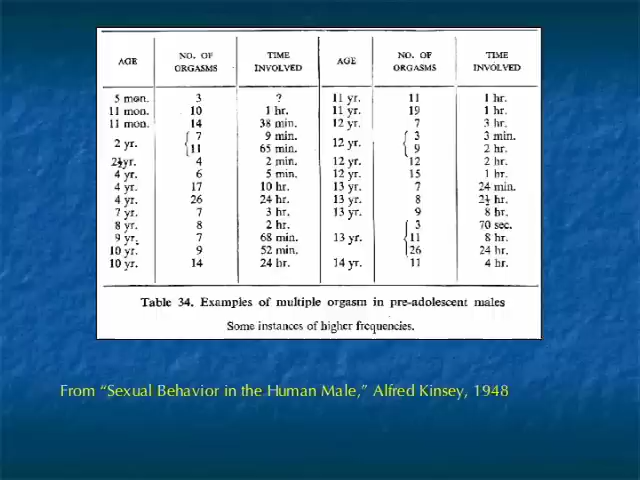 AGE NO. OF ORGASMS TIME INVOLVED AGE NO. OF ORGASMS TIME INVOLVED
5 mon. 3 ? 11 yr. 11 1 hr.
11 mon. 10 1 hr. 11 yr. 19 1 hr.
11 mon. 14 38 min. 12 yr. 7 3 hr.
2 yr. { 7 9 min. 12 yr. { 3 3 min.
11 65 min. 9 2 hr.
2½yr. 4 2 min. 12 yr. 12 2 hr.
4 yr. 6 5 min. 12 yr. 15 1 hr.
4 yr. 17 10 hr. 13 yr. 7 24 min.
4 yr. 26 24 hr. 13 yr. 8 2½ hr.
7 yr. 7 3 hr. 13 yr. 9 8 hr.
8 yr. 8 2 hr. { 3 70 sec.
9 yr. 7 68 min. 13 yr. 11 8 hr.
10 yr. 9 52 min. 26 24 hr.
10 yr. 14 24 hr. 14 yr. 11 4 hr.
Table 34. Examples of multiple orgasm in pre-adolescent males
Some instances of higher frequencies.
From “Sexual Behavior in the Human Male,” Alfred Kinsey, 1948